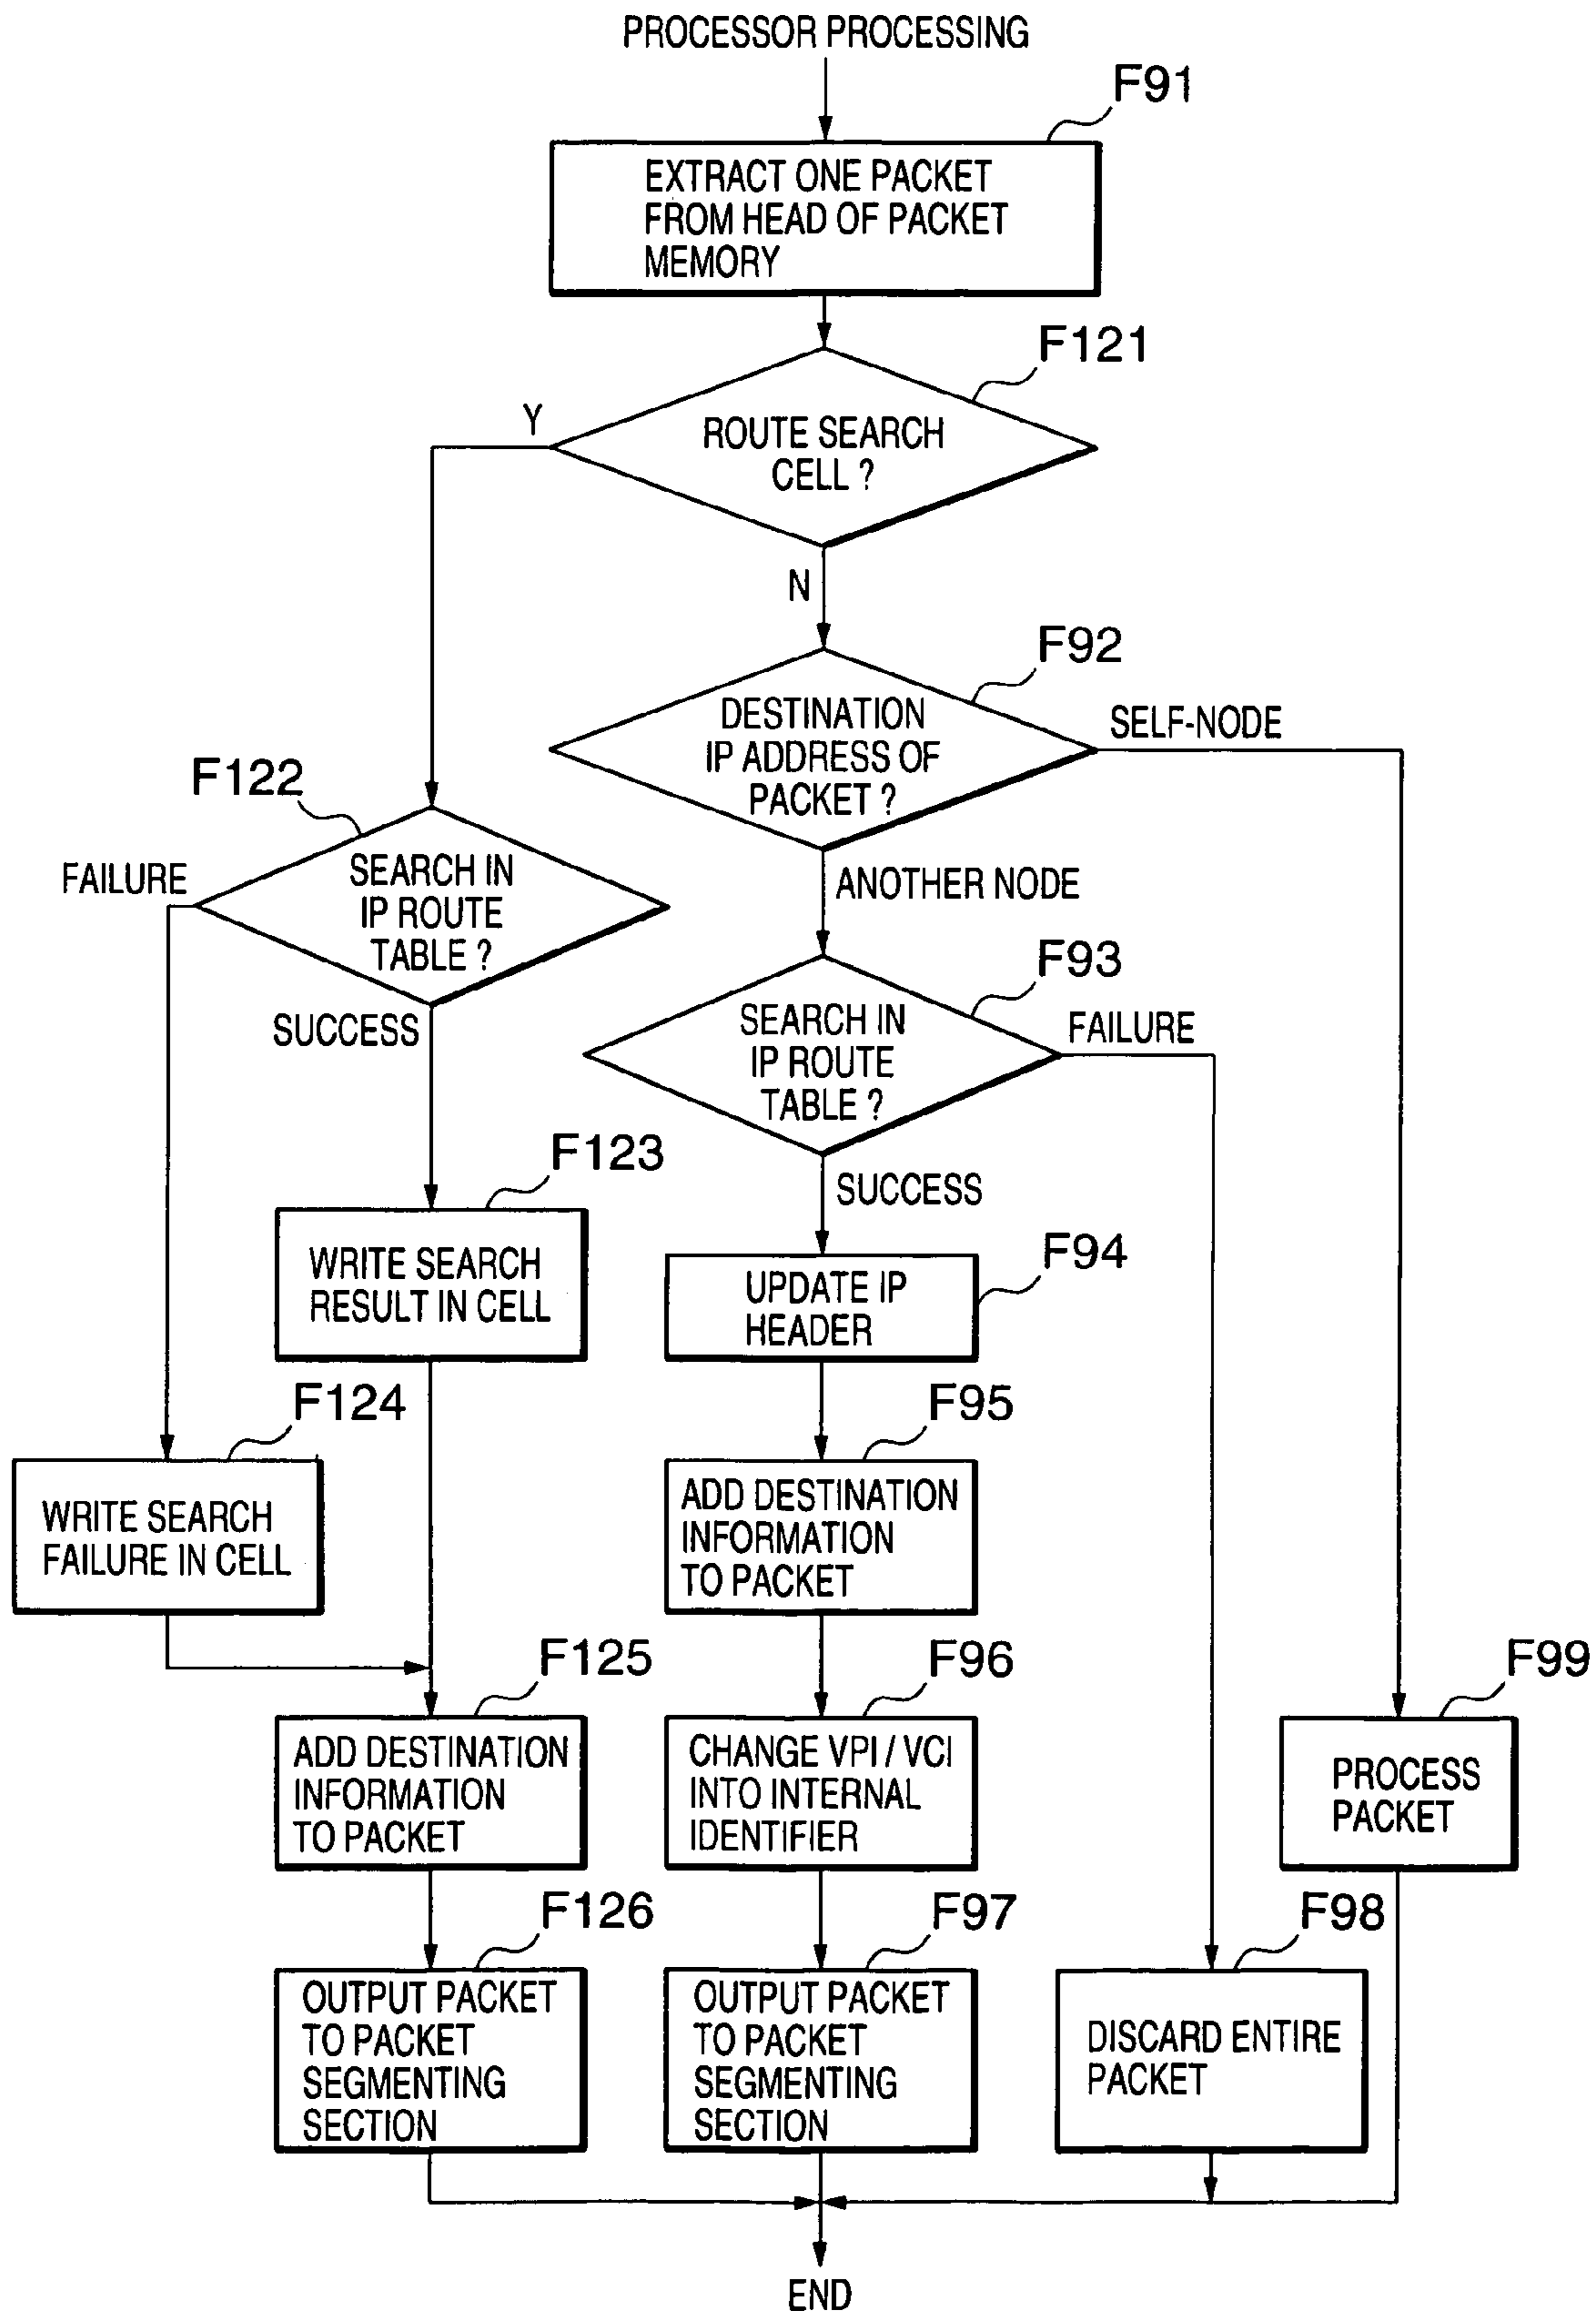 PROCESSOR PROCESSING
F91
EXTRACT ONE PACKET
FROM HEAD OF PACKET
MEMORY
F121
Y
ROUTE SEARCH
CELL ?
N
F92
DESTINATION
IP ADDRESS OF
PACKET ?
SELF-NODE
F122
FAILURE
SEARCH IN
IP ROUTE
TABLE ?
ANOTHER NODE
F93
SUCCESS
SEARCH IN
IP ROUTE
TABLE ?
FAILURE
F123
SUCCESS
WRITE SEARCH
RESULT IN CELL
F94
UPDATE IP
HEADER
F124
F95
WRITE SEARCH
FAILURE IN CELL
ADD DESTINATION
INFORMATION
TO PACKET
F125
F96
F99
ADD DESTINATION
INFORMATION
TO PACKET
CHANGE VPI / VCI
INTO INTERNAL
IDENTIFIER
PROCESS
PACKET
F126
F97
F98
OUTPUT PACKET
TO PACKET
SEGMENTING
SECTION
OUTPUT PACKET
TO PACKET
SEGMENTING
SECTION
DISCARD ENTIRE
PACKET
END